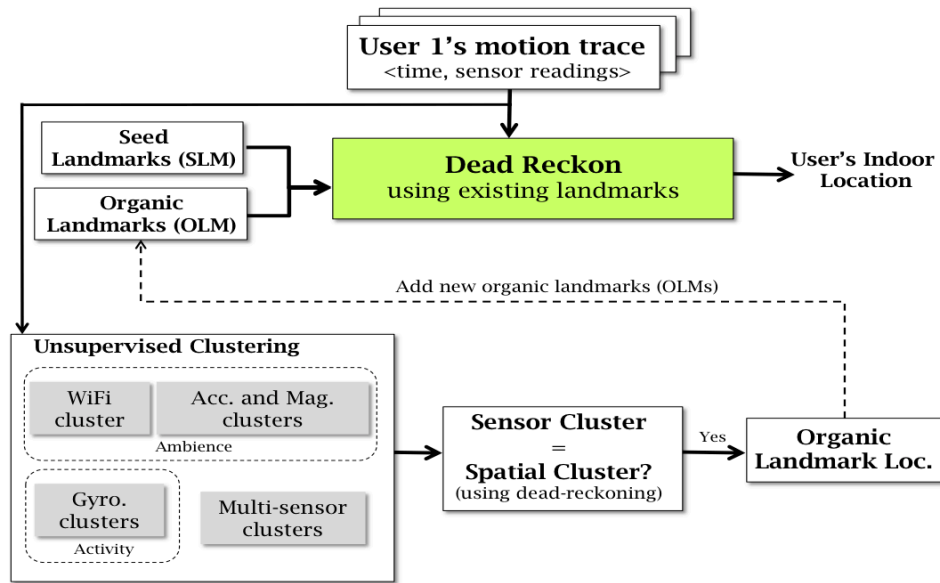 User 1's motion trace
<time, sensor readings>
Seed
Landmarks (SLM)
Organic
Landmarks (OLM)
Dead Reckon
using existing landmarks
User's Indoor
Location
Add new organic landmarks (OLMs)
Unsupervised Clustering
WiFi
cluster
Acc. and Mag.
clusters
Ambience
Gyro.
clusters
Activity
Multi-sensor
clusters
Sensor Cluster
=
Spatial Cluster?
(using dead-reckoning)
Yes
Organic
Landmark Loc.